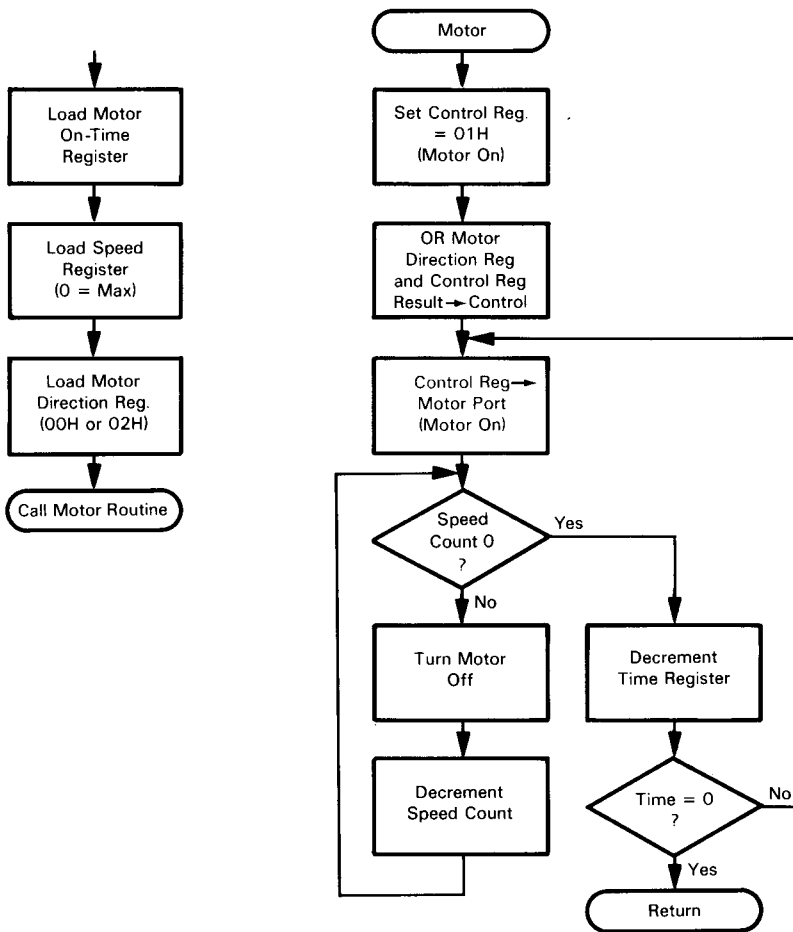 Load Motor
On-Time
Register
Load Speed
Register
(0 = Max)
Load Motor
Direction Reg.
(00H or 02H)
Call Motor Routine
Motor
Set Control Reg.
= 01H
(Motor On)
OR Motor
Direction Reg
and Control Reg
Result→Control
Control Reg→
Motor Port
(Motor On)
Speed
Count 0
?
Yes
No
Turn Motor
Off
Decrement
Speed Count
Decrement
Time Register
Time = 0
?
No
Yes
Return